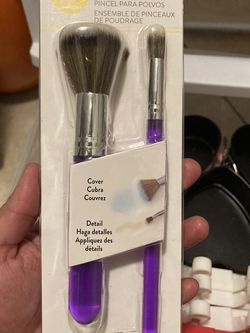 PINCEL PARA POLVOS
ENSEMBLE DE PINCEAUX
DE POUDRAGE
Cover
Cubra
Couvrez
Detail
Haga detalles
Appliquez des
détails